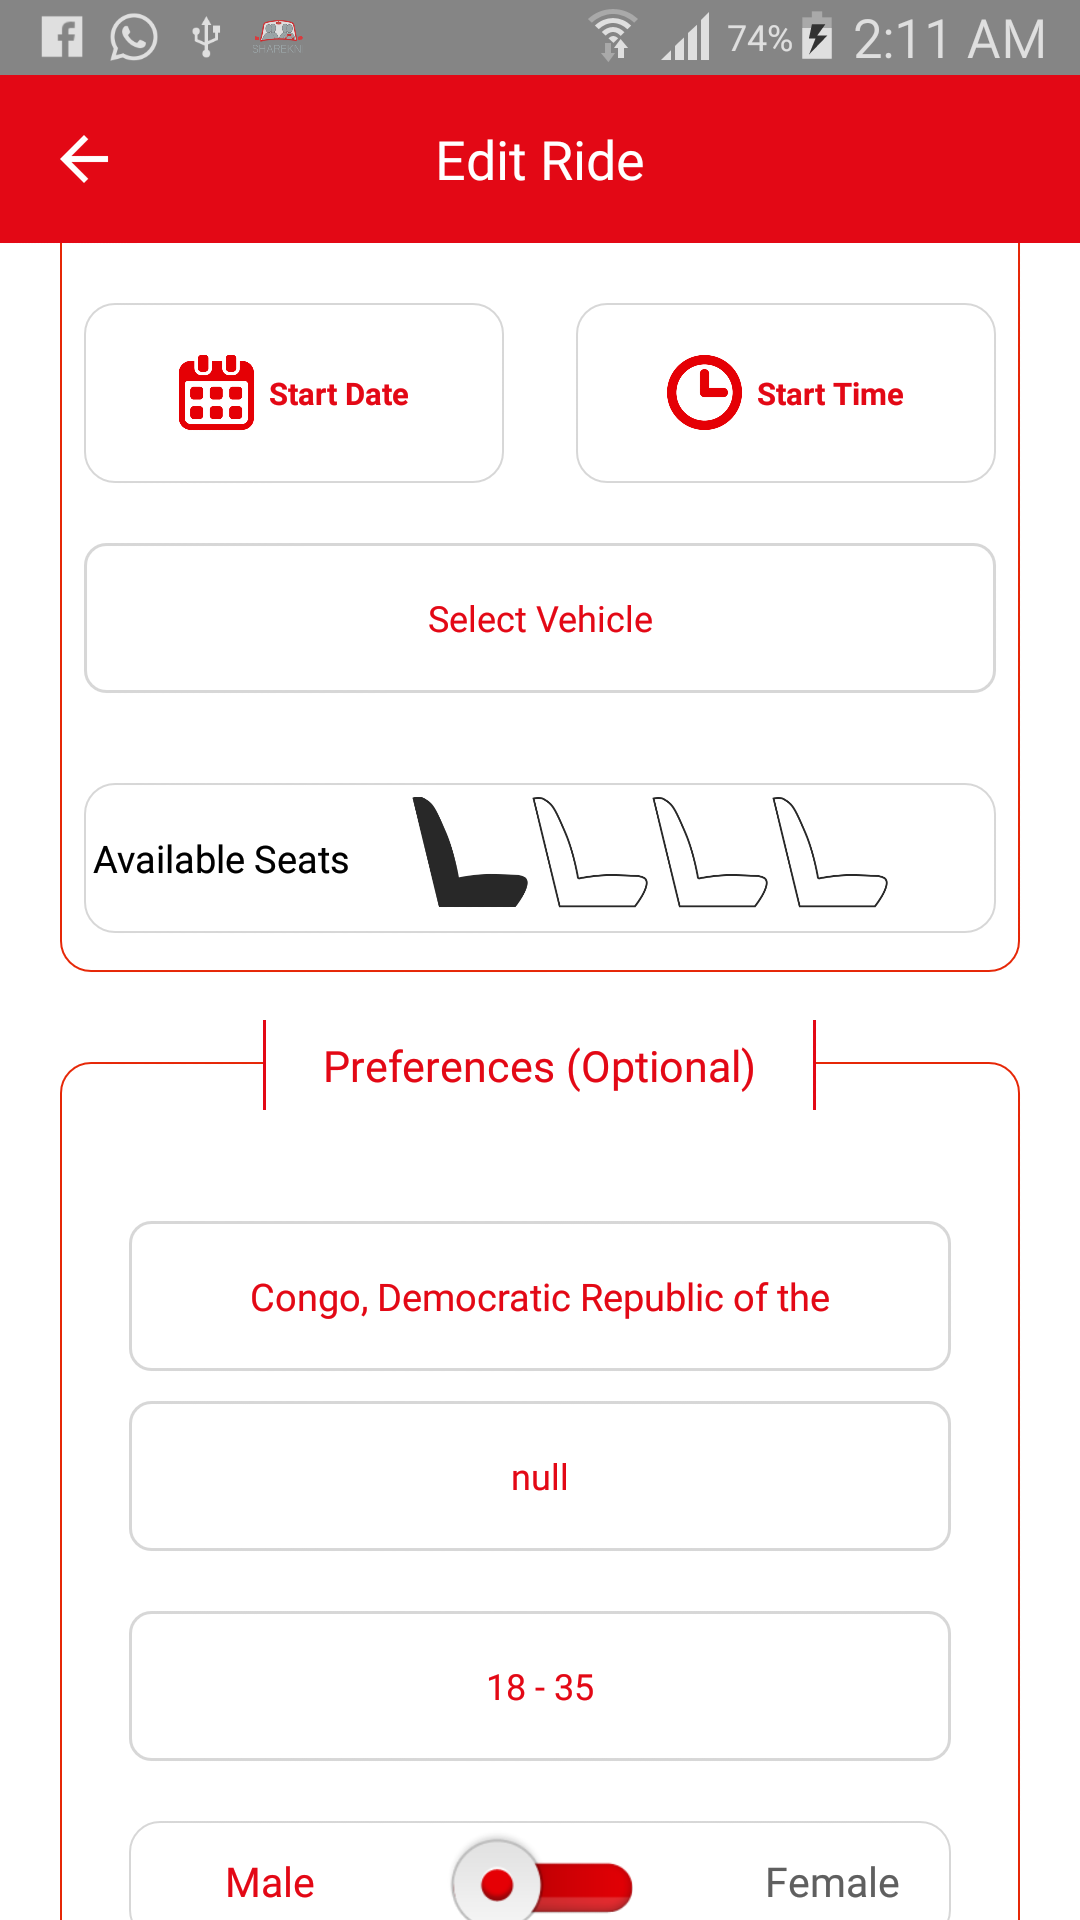 SHAREKN 74% 2:11 AM
Edit Ride
Start Date Start Time
Select Vehicle
Available Seats
Preferences (Optional)
Congo, Democratic Republic of the
null
18 - 35
Male Female